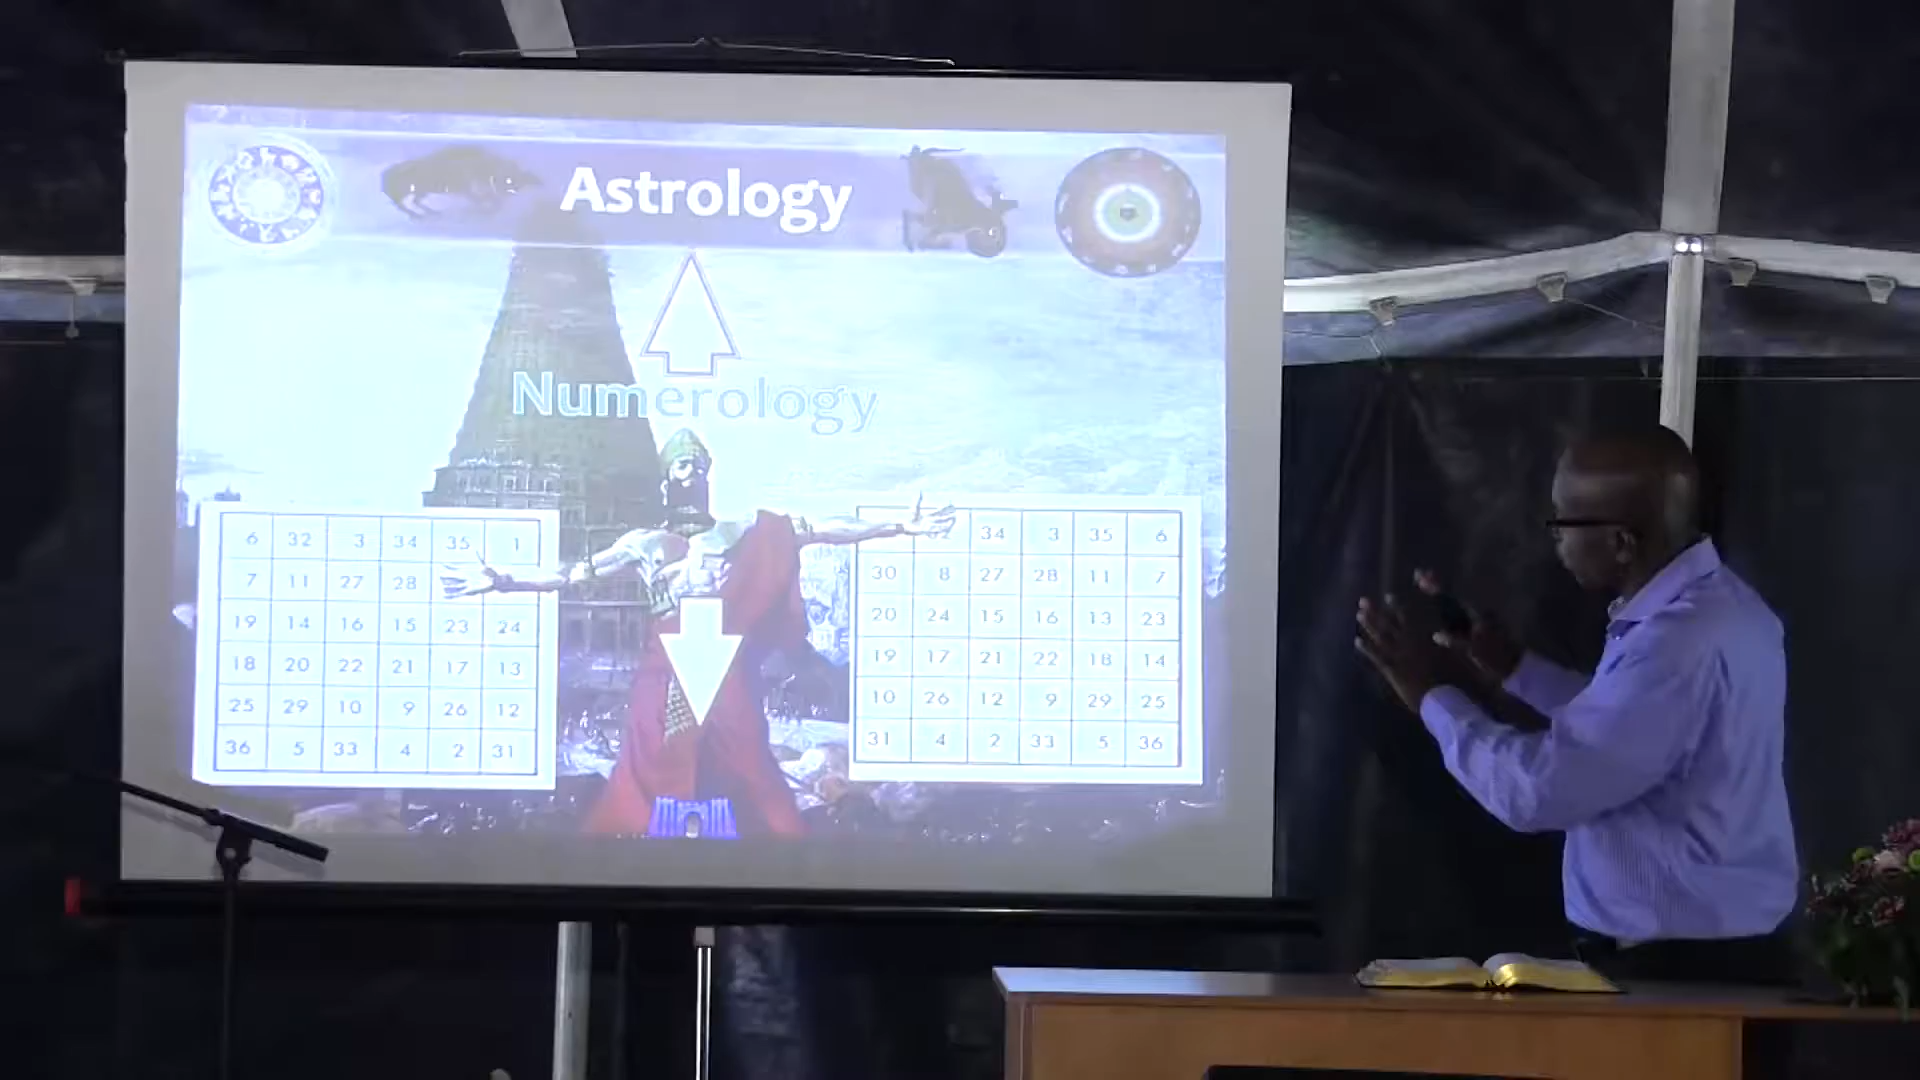 Astrology
Numerology
6 32 3 34 35 1
7 11 27 28
19 14 16 15 23 24
18 20 22 21 17 13
25 29 10 9 26 12
36 5 33 4 2 31
32 34 3 35 6
30 8 27 28 11 7
20 24 15 16 13 23
19 17 21 22 18 14
10 26 12 9 29 25
31 4 2 33 5 36